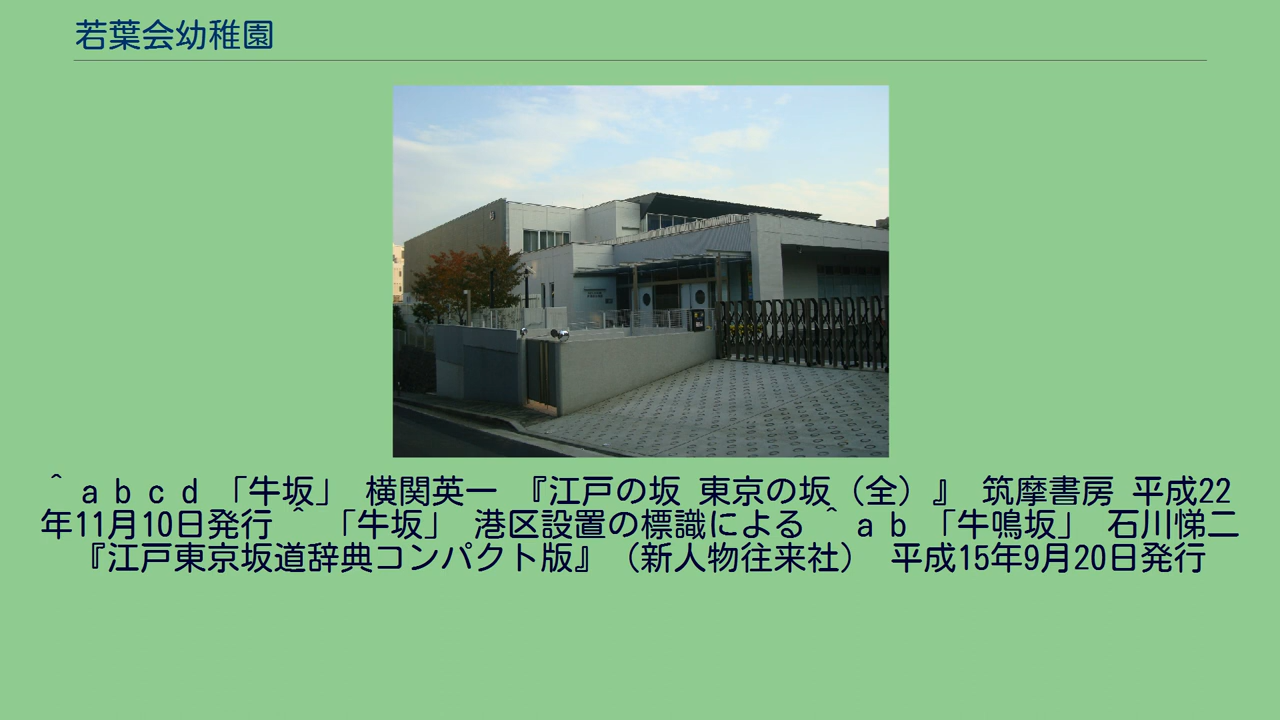 若葉会幼稚園
^ a b c d 「牛坂」 横関英一 『江戸の坂 東京の坂（全）』 筑摩書房 平成22
年11月10日発行 ^ 「牛坂」 港区設置の標識による ^ a b 「牛鳴坂」 石川悌二
『江戸東京坂道辞典コンパクト版』（新人物往来社） 平成15年9月20日発行